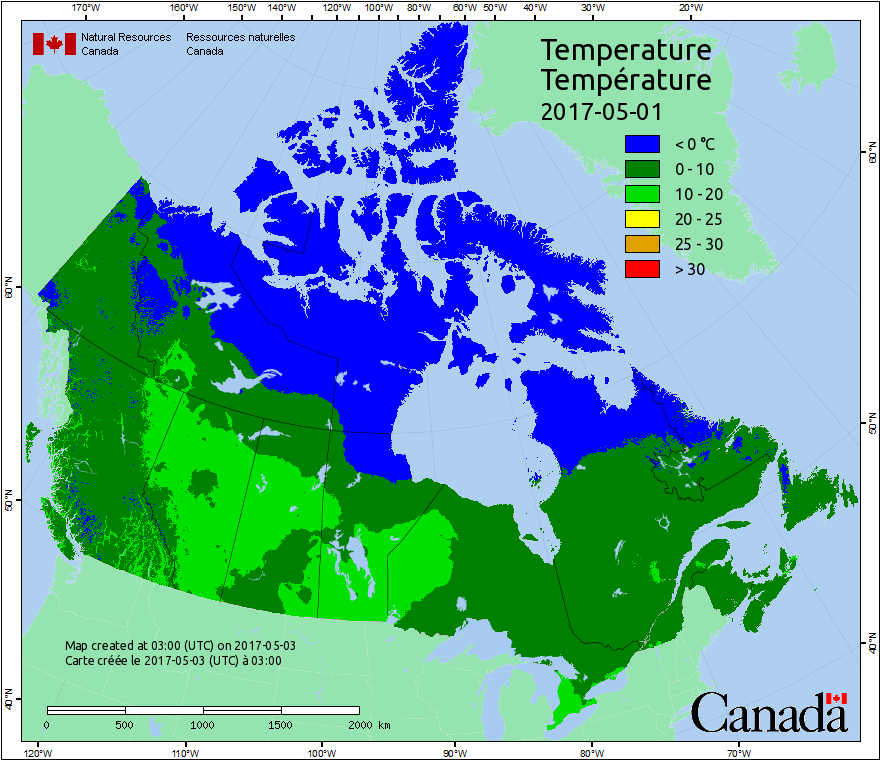 170°W 160°W 150°W 140°W 130°W 120°W 110°W 100°W 90°W 80°W 70°W 60°W 50°W 40°W 30°W 20°W
Natural Resources Ressources naturelles
Canada Canada
Temperature
Température
2017-05-01
< 0 °C
0 - 10
10 - 20
20 - 25
25 - 30
> 30
60°N
60°N
50°N
50°N
40°N
40°N
Map created at 03:00 (UTC) on 2017-05-03
Carte créée le 2017-05-03 (UTC) à 03:00
0 500 1000 1500 2000 km
Canada
120°W 110°W 100°W 90°W 80°W 70°W